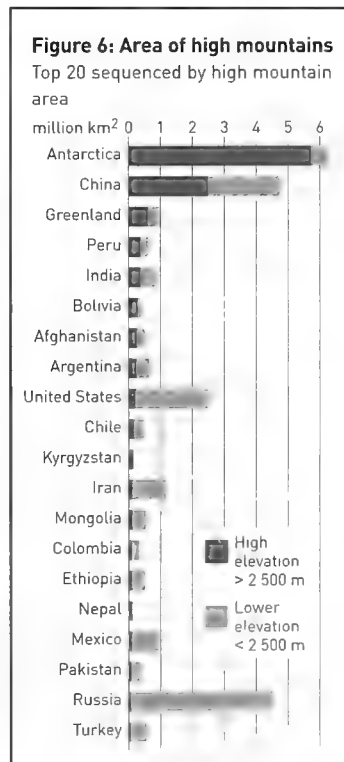 Figure 6: Area of high mountains
Top 20 sequenced by high mountain
area
million km² 0 1 2 3 4 5 6
Antarctica
China
Greenland
Peru
India
Bolivia
Afghanistan
Argentina
United States
Chile
Kyrgyzstan
Iran
Mongolia
Colombia
Ethiopia
Nepal
Mexico
Pakistan
Russia
Turkey
High
elevation
> 2 500 m
Lower
elevation
< 2 500 m